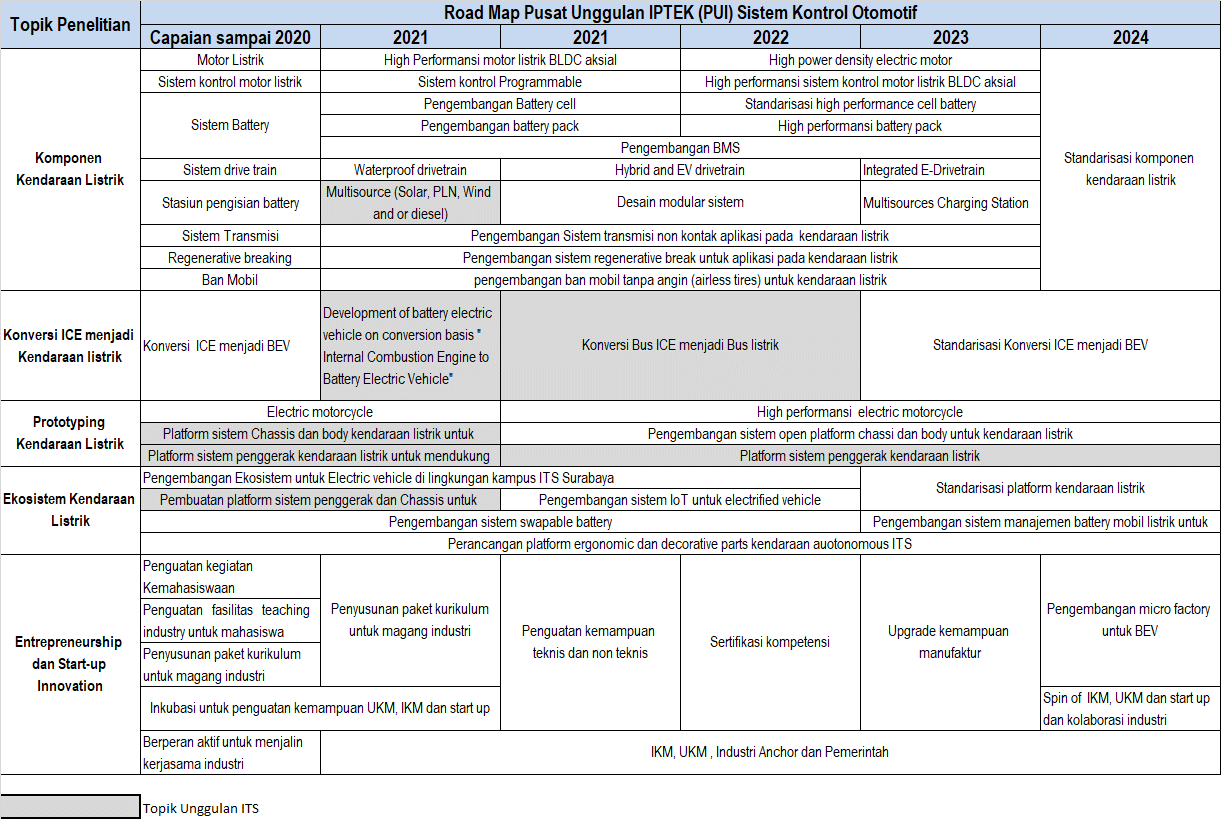 Topik Penelitian
Road Map Pusat Unggulan IPTEK (PUI) Sistem Kontrol Otomotif
Capaian sampai 2020
2021
2021
2022
2023
2024
Komponen
Kendaraan Listrik
Motor Listrik
High Performansi motor listrik BLDC aksial
High power density electric motor
Sistem kontrol motor listrik
Sistem kontrol Programmable
High performansi sistem kontrol motor listrik BLDC aksial
Sistem Battery
Pengembangan Battery cell
Standarisasi high performance cell battery
Pengembangan battery pack
High performansi battery pack
Pengembangan BMS
Sistem drive train
Waterproof drivetrain
Hybrid and EV drivetrain
Integrated E-Drivetrain
Stasiun pengisian battery
Multisource (Solar, PLN, Wind
and or diesel)
Desain modular sistem
Multisources Charging Station
Sistem Transmisi
Pengembangan Sistem transmisi non kontak aplikasi pada kendaraan listrik
Regenerative breaking
Pengembangan sistem regenerative break untuk aplikasi pada kendaraan listrik
Ban Mobil
pengembangan ban mobil tanpa angin (airless tires) untuk kendaraan listrik
Standarisasi komponen
kendaraan listrik
Konversi ICE menjadi
Kendaraan listrik
Konversi ICE menjadi BEV
Development of battery electric
vehicle on conversion basis "
Internal Combustion Engine to
Battery Electric Vehicle"
Konversi Bus ICE menjadi Bus listrik
Standarisasi Konversi ICE menjadi BEV
Prototyping
Kendaraan Listrik
Electric motorcycle
High performansi electric motorcycle
Platform sistem Chassis dan body kendaraan listrik untuk
Pengembangan sistem open platform chassi dan body untuk kendaraan listrik
Platform sistem penggerak kendaraan listrik untuk mendukung
Platform sistem penggerak kendaraan listrik
Ekosistem Kendaraan
Listrik
Pengembangan Ekosistem untuk Electric vehicle di lingkungan kampus ITS Surabaya
Standarisasi platform kendaraan listrik
Pembuatan platform sistem penggerak dan Chassis untuk
Pengembangan sistem IoT untuk electrified vehicle
Pengembangan sistem swapable battery
Pengembangan sistem manajemen battery mobil listrik untuk
Perancangan platform ergonomic dan decorative parts kendaraan auotonomous ITS
Entrepreneurship
dan Start-up
Innovation
Penguatan kegiatan
Kemahasiswaan
Penguatan fasilitas teaching
industry untuk mahasiswa
Penyusunan paket kurikulum
untuk magang industri
Penyusunan paket kurikulum
untuk magang industri
Penguatan kemampuan
teknis dan non teknis
Sertifikasi kompetensi
Upgrade kemampuan
manufaktur
Pengembangan micro factory
untuk BEV
Inkubasi untuk penguatan kemampuan UKM, IKM dan start up
Spin of IKM, UKM dan start up
dan kolaborasi industri
Berperan aktif untuk menjalin
kerjasama industri
IKM, UKM , Industri Anchor dan Pemerintah
Topik Unggulan ITS